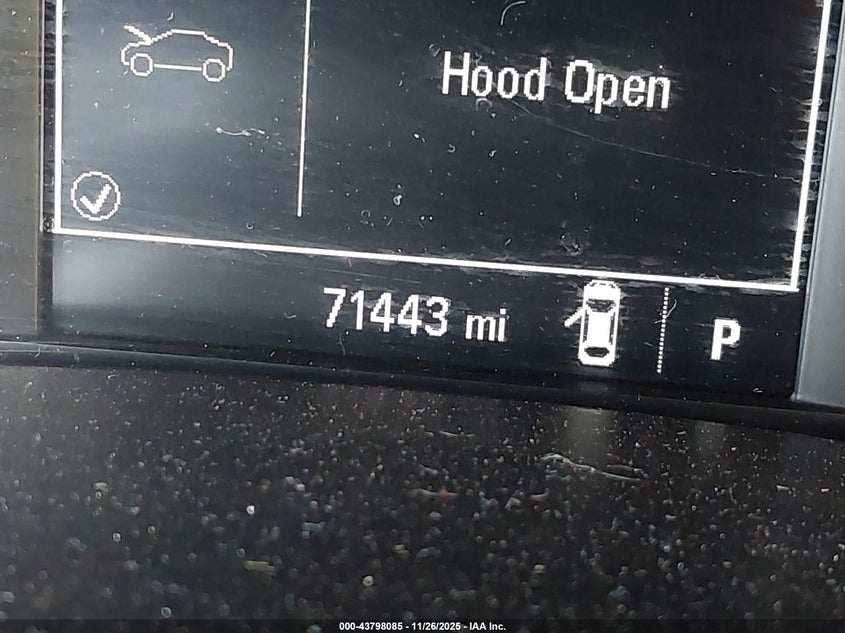 Hood Open
71443 mi
P
000-43798085 - 11/26/2025 - IAA Inc.